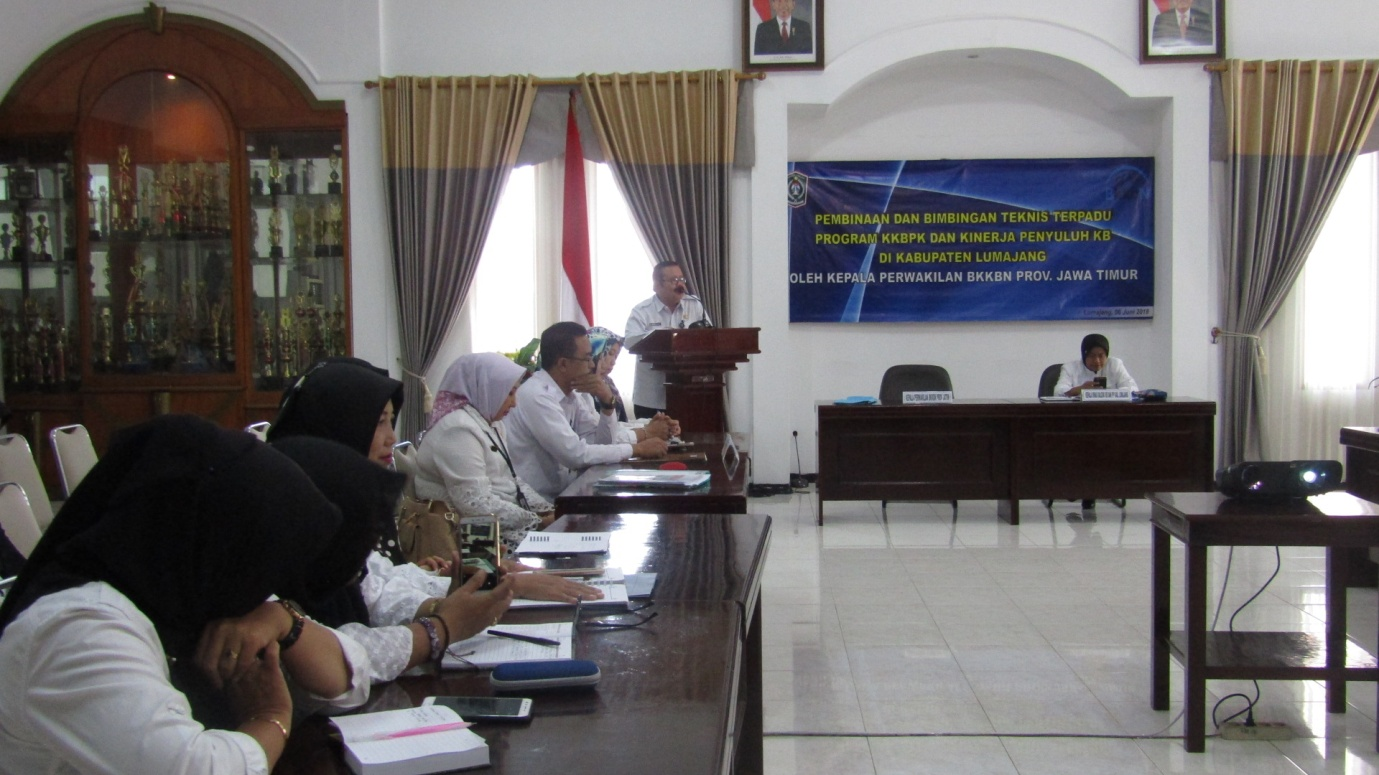 PEMBINAAN DAN BIMBINGAN TEKNIS TERPADU
PROGRAM KKBPK DAN KINERJA PENYULUH KB
DI KABUPATEN LUMAJANG
OLEH KEPALA PERWAKILAN BKKBN PROV. JAWA TIMUR